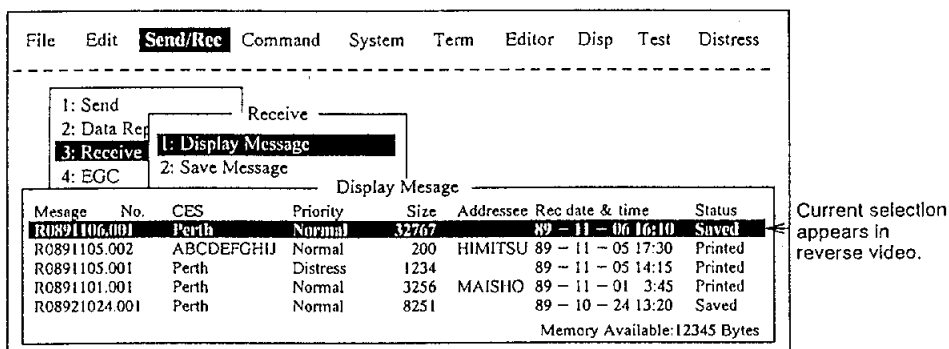 File Edit Send/Rec Command System Term Editor Disp Test Distress
1: Send
Receive
2: Data Rep
1: Display Message
3: Receive
2: Save Message
4: EGC
Display Mesage
Mesage No. CES Priority Size Addressee Rec date & time Status
R0891106.001 Perth Normal 32767 89 - 11 - 06 16:10 Saved
R0891105.002 ABCDEFGHIJ Normal 200 HIMITSU 89 - 11 - 05 17:30 Printed
R0891105.001 Perth Distress 1234 89 - 11 - 05 14:15 Printed
R0891101.001 Perth Normal 3256 MAISHO 89 - 11 - 01 3:45 Printed
R08921024.001 Perth Normal 8251 89 - 10 - 24 13:20 Saved
Memory Available:12345 Bytes
Current selection
appears in
reverse video.